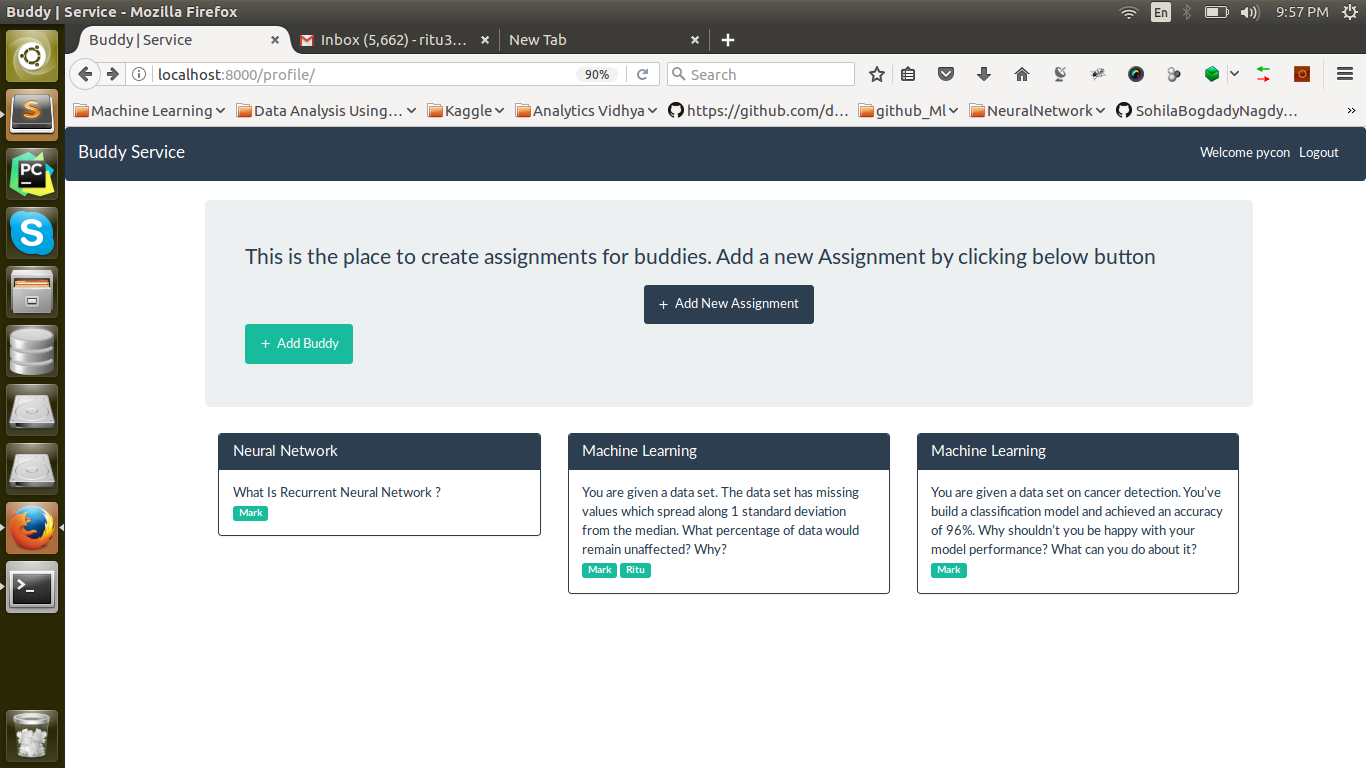 Buddy | Service - Mozilla Firefox
En
9:57 PM
Buddy | Service
Inbox (5,662) - ritu3...
New Tab
localhost:8000/profile/
90%
Search
Machine Learning
Data Analysis Using...
Kaggle
Analytics Vidhya
https://github.com/d...
github_Ml
NeuralNetwork
SohilaBogdadyNagdy...
»
Buddy Service
Welcome pycon
Logout
This is the place to create assignments for buddies. Add a new Assignment by clicking below button
+ Add New Assignment
+ Add Buddy
Neural Network
What Is Recurrent Neural Network ?
Mark
Machine Learning
You are given a data set. The data set has missing
values which spread along 1 standard deviation
from the median. What percentage of data would
remain unaffected? Why?
Mark Ritu
Machine Learning
You are given a data set on cancer detection. You've
build a classification model and achieved an accuracy
of 96%. Why shouldn't you be happy with your
model performance? What can you do about it?
Mark
S
PC
S
>_